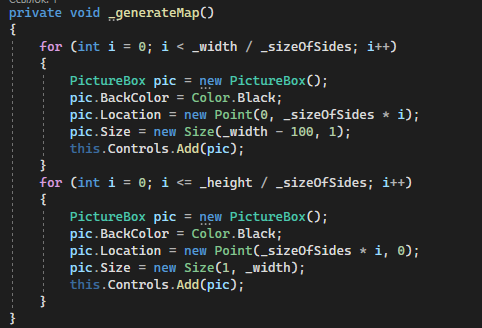 Ссылок: 1
private void _generateMap()
{
for (int i = 0; i < _width / _sizeOfSides; i++)
{
PictureBox pic = new PictureBox();
pic.BackColor = Color.Black;
pic.Location = new Point(0, _sizeOfSides * i);
pic.Size = new Size(_width - 100, 1);
this.Controls.Add(pic);
}
for (int i = 0; i <= _height / _sizeOfSides; i++)
{
PictureBox pic = new PictureBox();
pic.BackColor = Color.Black;
pic.Location = new Point(_sizeOfSides * i, 0);
pic.Size = new Size(1, _width);
this.Controls.Add(pic);
}
}